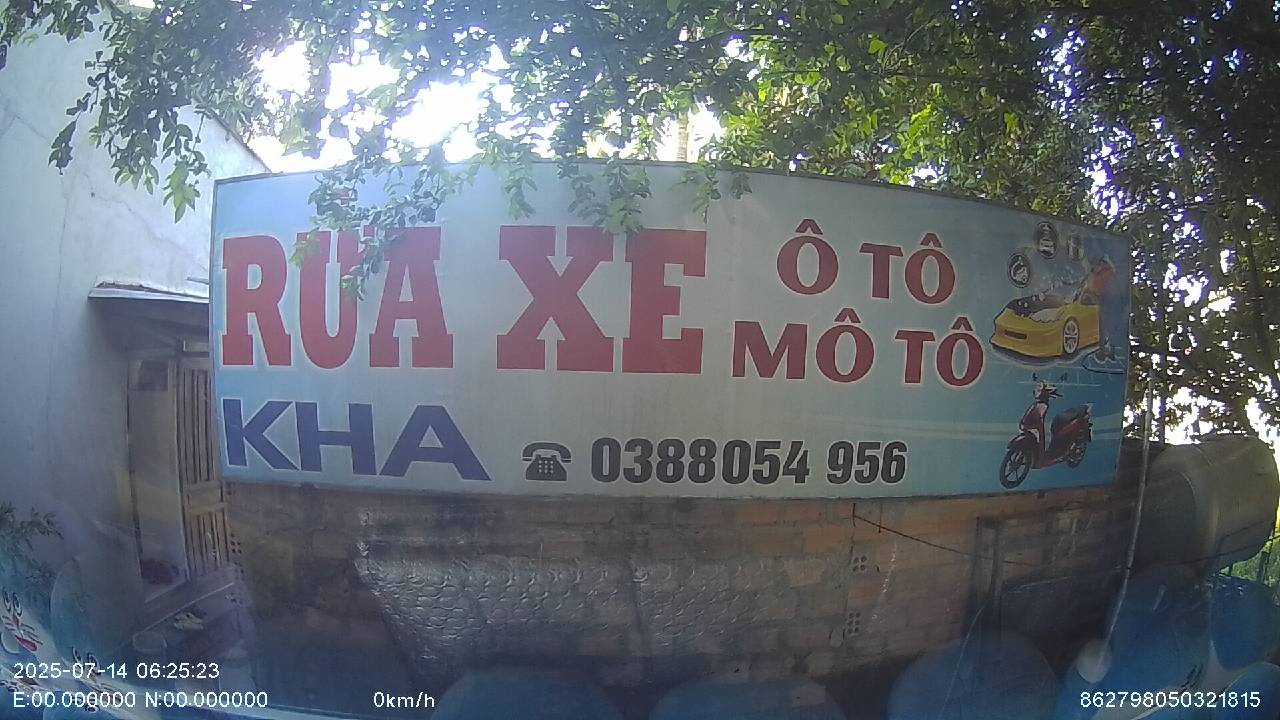 RỬA XE
Ô TÔ
MÔ TÔ
KHA
0388054 956
2025-07-14 06:25:23
E:00.000000 N:00.000000 0km/h 862798050321815